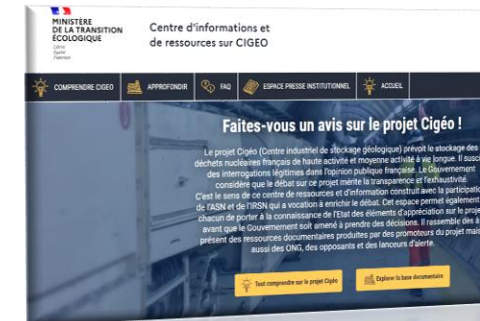 MINISTÈRE
DE LA TRANSITION
ÉCOLOGIQUE
Liberté
Égalité
Fraternité
Centre d'informations et
de ressources sur CIGEO
COMPRENDRE CIGEO
APPROFONDIR
FAQ
ESPACE PRESSE INSTITUTIONNEL
ACCUEIL
Faites-vous un avis sur le projet Cigéo !
Le projet Cigéo (Centre industriel de stockage géologique) prévoit le stockage des
déchets nucléaires français de haute activité et moyenne activité à vie longue. Il susc
des interrogations légitimes dans l'opinion publique française. Le Gouvernement
considère que le débat sur ce projet mérite la transparence et l'exhaustivité.
C'est le sens de ce centre de ressources et d'information construit avec la participatio
de l'ASN et de l'IRSN qui a vocation à enrichir le débat. Cet espace permet également
chacun de porter à la connaissance de l'Etat des éléments d'appréciation sur le proje
avant que le Gouvernement soit amené à prendre des décisions. Il rassemble dès à
présent des ressources documentaires produites par des promoteurs du projet mais
aussi des ONG, des opposants et des lanceurs d'alerte.
Tout comprendre sur le projet Cigéo
Explorer la base documentaire